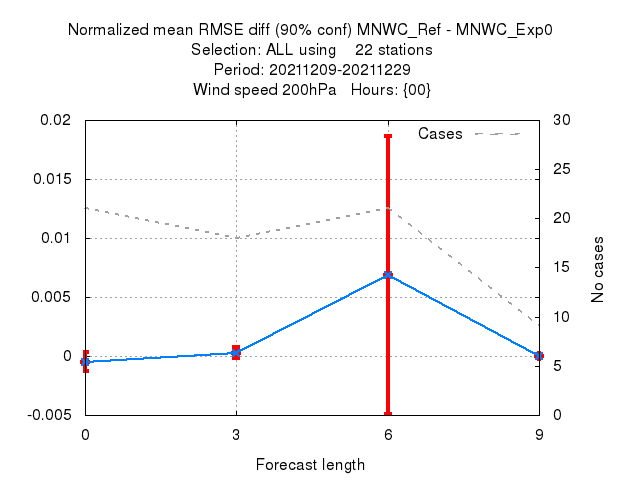 Normalized mean RMSE diff (90% conf) MNWC_Ref - MNWC_Exp0
Selection: ALL using    22 stations
Period: 20211209-20211229
Wind speed 200hPa   Hours: {00}
Cases
0.02
0.015
0.01
0.005
0
-0.005
30
25
20
15
10
5
0
No cases
0
3
6
9
Forecast length